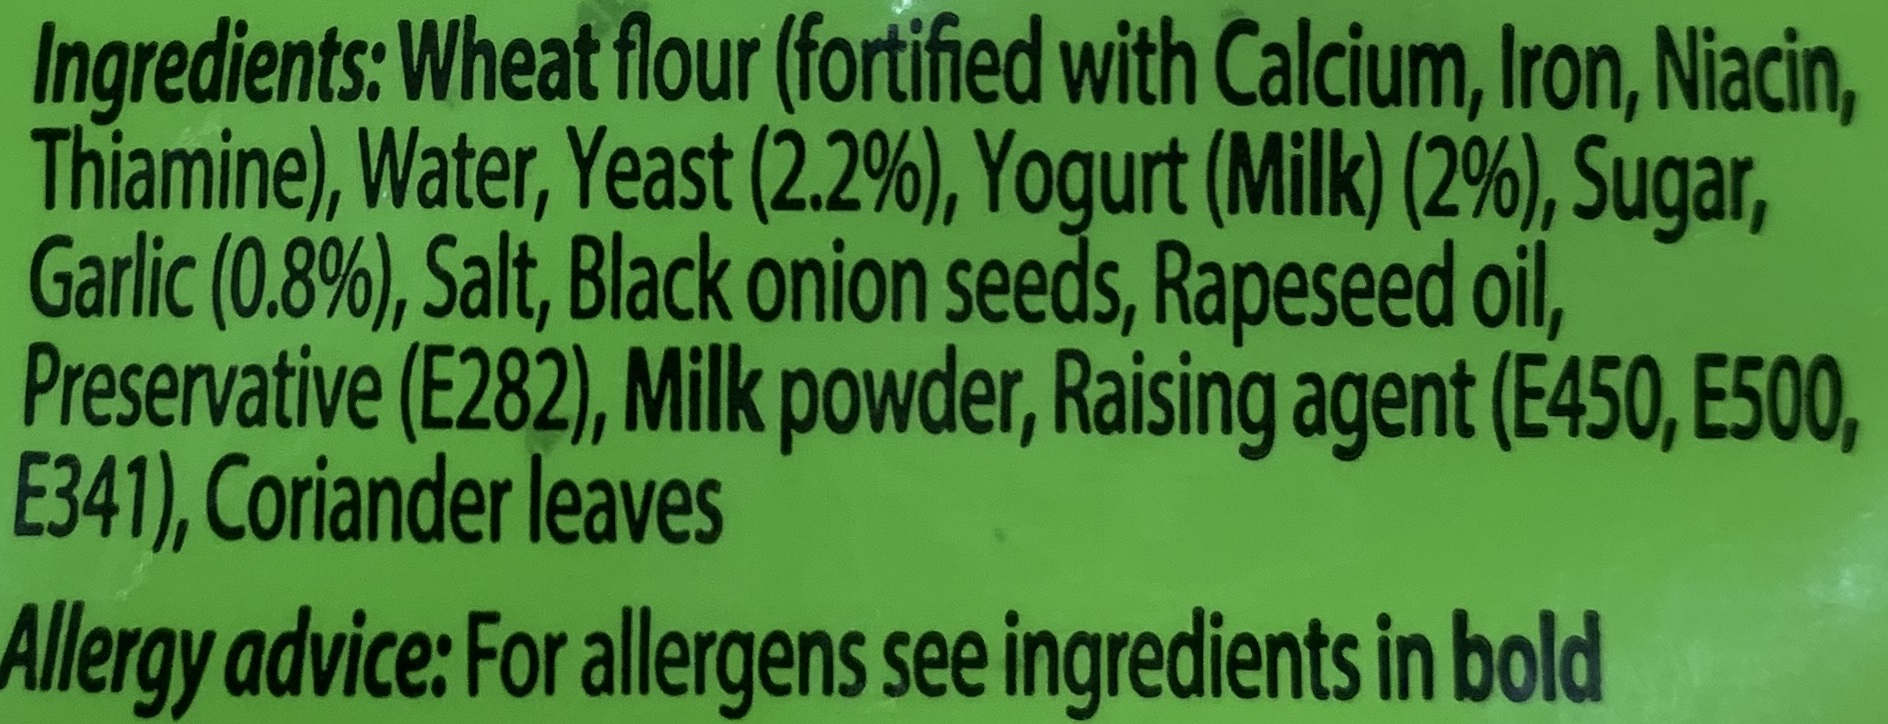 Ingredients: Wheat flour (fortified with Calcium, Iron, Niacin,
Thiamine), Water, Yeast (2.2%), Yogurt (Milk) (2%), Sugar,
Garlic (0.8%), Salt, Black onion seeds, Rapeseed oil,
Preservative (E282), Milk powder, Raising agent (E450, E500,
E341), Coriander leaves
Allergy advice: For allergens see ingredients in bold